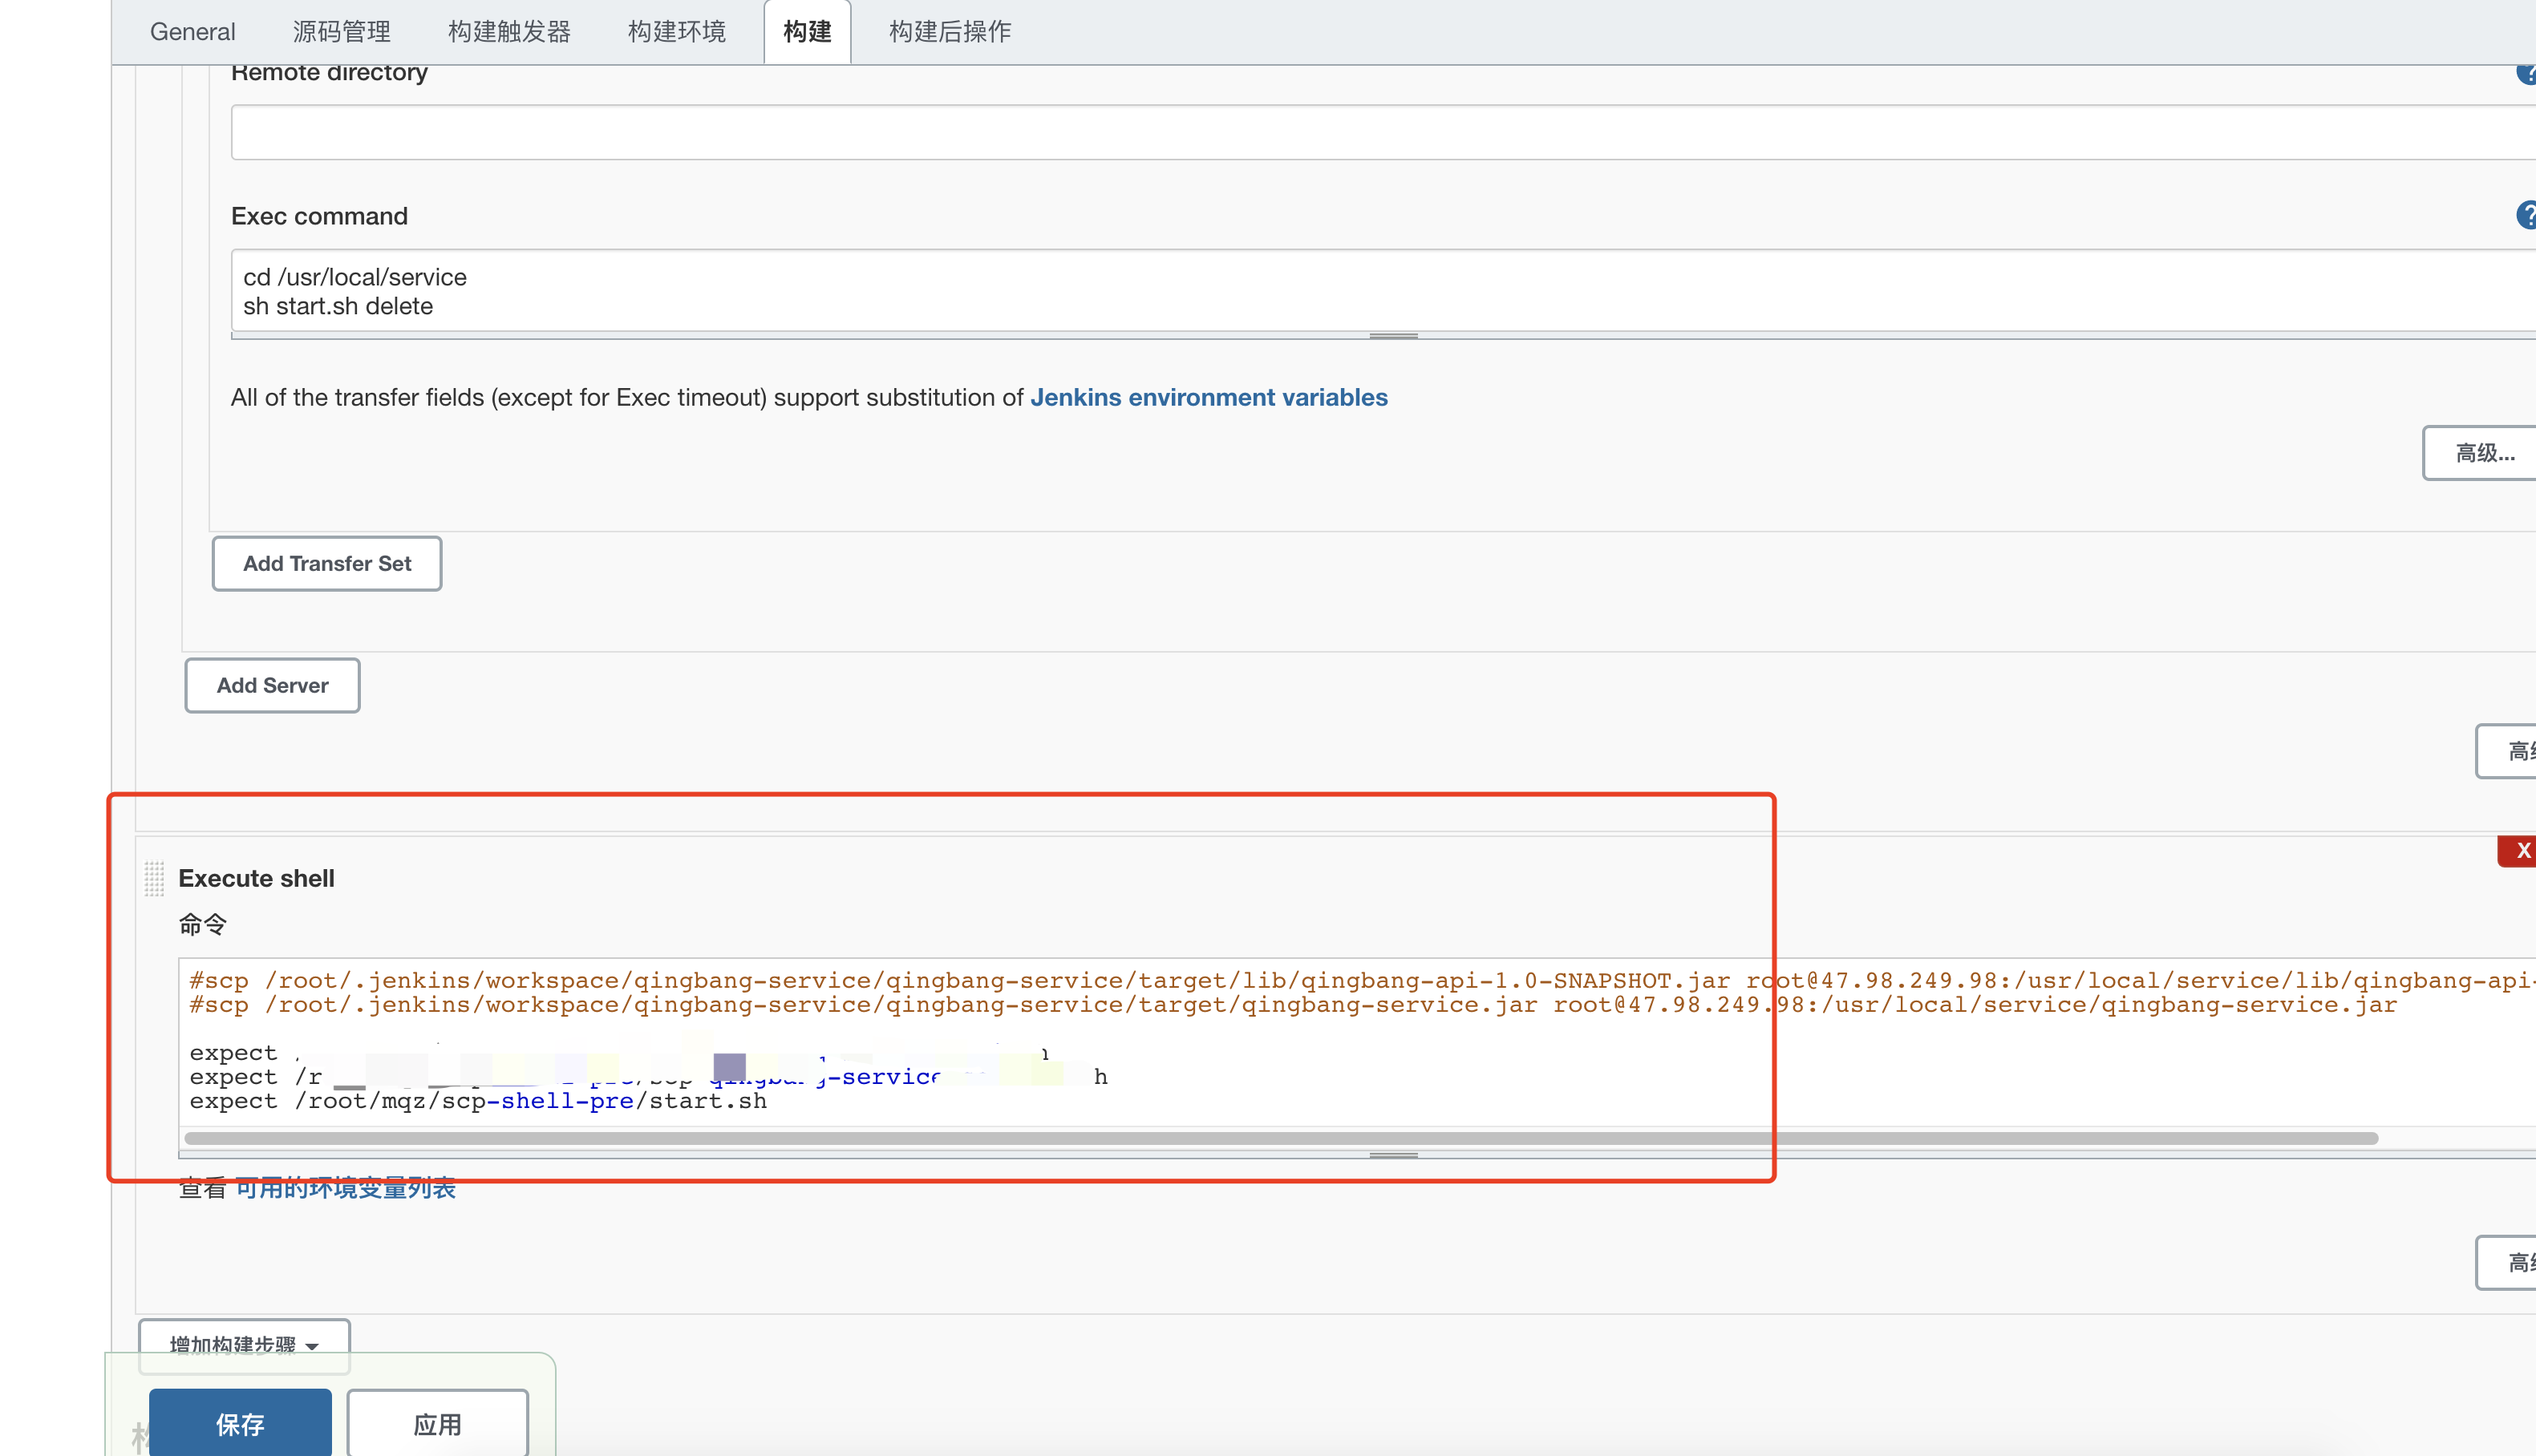 General 源码管理 构建触发器 构建环境 构建 构建后操作
Remote directory
?
Exec command
?
cd /usr/local/service
sh start.sh delete
All of the transfer fields (except for Exec timeout) support substitution of Jenkins environment variables
高级...
Add Transfer Set
Add Server
高级
X
Execute shell
命令
#scp /root/.jenkins/workspace/qingbang-service/qingbang-service/target/lib/qingbang-api-1.0-SNAPSHOT.jar root@47.98.249.98:/usr/local/service/lib/qingbang-api-
#scp /root/.jenkins/workspace/qingbang-service/qingbang-service/target/qingbang-service.jar root@47.98.249.98:/usr/local/service/qingbang-service.jar
expect
expect /r h
expect /root/mqz/scp-shell-pre/start.sh
查看 可用的环境变量列表
高级
增加构建步骤
保存 应用